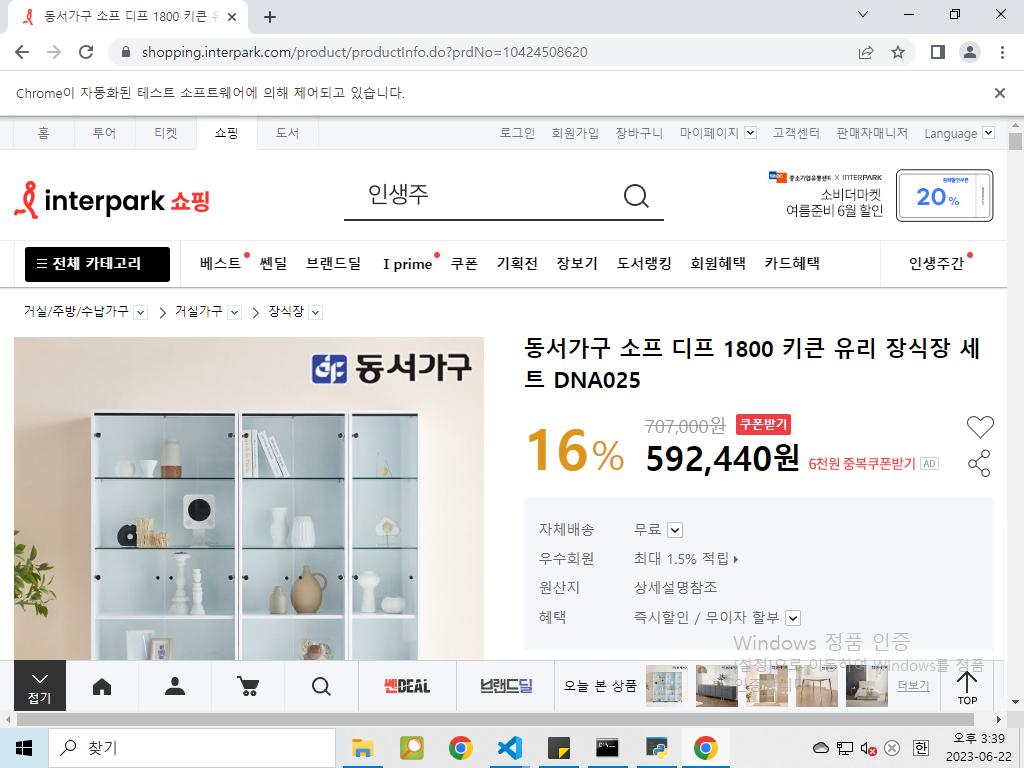 동서가구 소프 디프 1800 키큰 유
shopping.interpark.com/product/productInfo.do?prdNo=10424508620
Chrome이 자동화된 테스트 소프트웨어에 의해 제어되고 있습니다.
홈 투어 티켓 쇼핑 도서 로그인 회원가입 장바구니 마이페이지 고객센터 판매자매니저 Language
interpark 쇼핑
인생주
중소기업유통센터 X INTERPARK
소비더마켓
여름준비 6월 할인
중복할인쿠폰
20%
전체 카테고리 베스트 쎈딜 브랜드딜 I prime 쿠폰 기획전 장보기 도서랭킹 회원혜택 카드혜택 인생주간
거실/주방/수납가구 거실가구 장식장
동서가구
동서가구 소프 디프 1800 키큰 유리 장식장 세
트 DNA025
16%
707,000원 쿠폰받기
592,440원 6천원 중복쿠폰받기 AD
자체배송 무료
우수회원 최대 1.5% 적립
원산지 상세설명참조
혜택 즉시할인 / 무이자 할부
Windows 정품 인증
[설정]으로 이동하여 Windows를 정품
접기
쎈DEAL
브랜드딜
오늘 본 상품
더보기
TOP
찾기
한
오후 3:39
2023-06-22